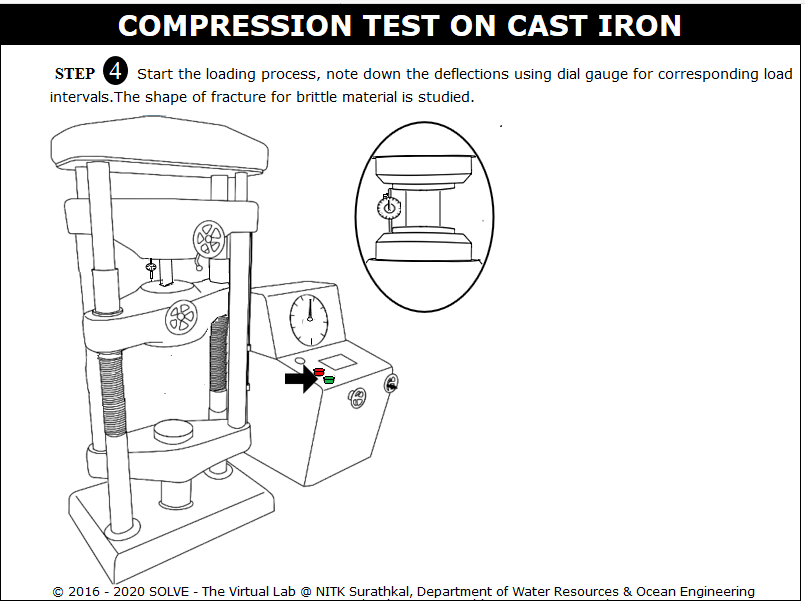 COMPRESSION TEST ON CAST IRON
STEP 4 Start the loading process, note down the deflections using dial gauge for corresponding load
intervals.The shape of fracture for brittle material is studied.
© 2016 - 2020 SOLVE - The Virtual Lab @ NITK Surathkal, Department of Water Resources & Ocean Engineering